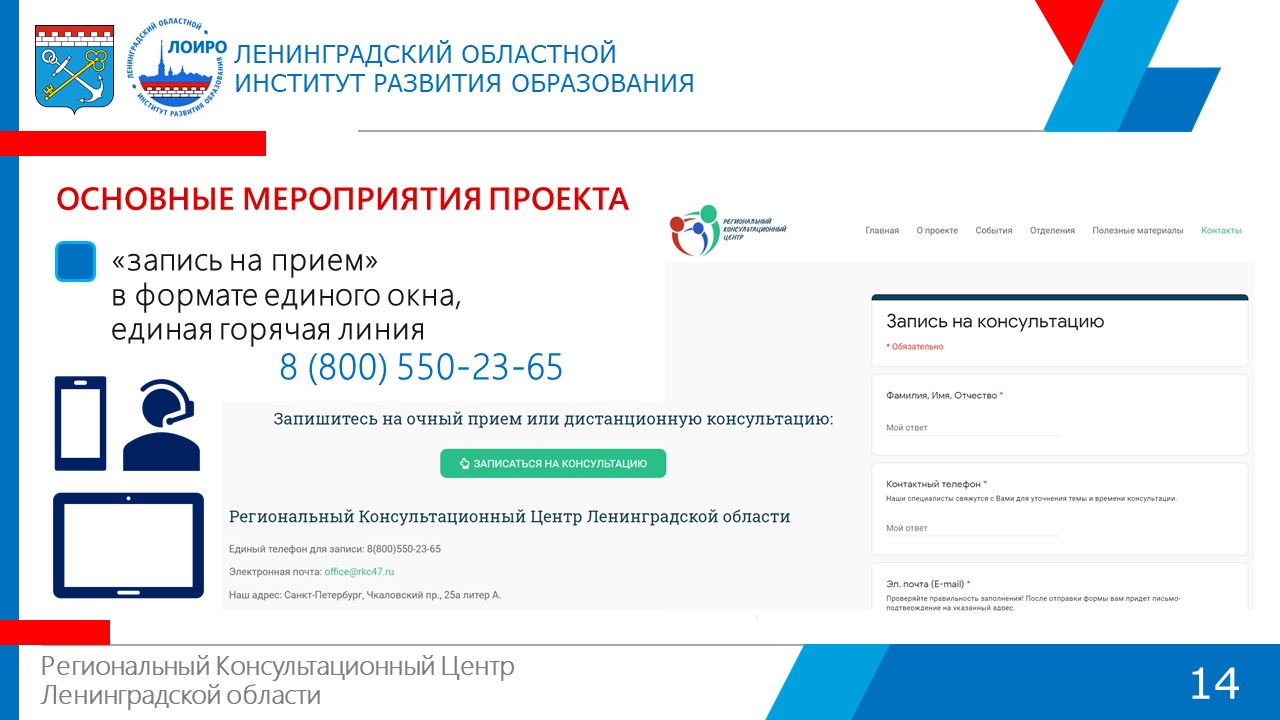 ЛЕНИНГРАДСКИЙ ОБЛАСТНОЙ
ИНСТИТУТ РАЗВИТИЯ ОБРАЗОВАНИЯ
ЛЕНИНГРАДСКИЙ ОБЛАСТНОЙ
ЛОИРО
ИНСТИТУТ РАЗВИТИЯ ОБРАЗОВАНИЯ
ОСНОВНЫЕ МЕРОПРИЯТИЯ ПРОЕКТА
«запись на прием»
в формате единого окна,
единая горячая линия
8 (800) 550-23-65
Запишитесь на очный прием или дистанционную консультацию:
ЗАПИСАТЬСЯ НА КОНСУЛЬТАЦИЮ
Региональный Консультационный Центр Ленинградской области
Единый телефон для записи: 8(800)550-23-65
Электронная почта: office@rkc47.ru
Наш адрес: Санкт-Петербург, Чкаловский пр., 25а литер А.
РЕГИОНАЛЬНЫЙ
КОНСУЛЬТАЦИОННЫЙ
ЦЕНТР
Главная О проекте События Отделения Полезные материалы Контакты
Запись на консультацию
* Обязательно
Фамилия, Имя, Отчество *
Мой ответ
Контактный телефон *
Наши специалисты свяжутся с Вами для уточнения темы и времени консультации.
Мой ответ
Эл. почта (E-mail) *
Проверяйте правильность заполнения! После отправки формы вам придет письмо-
подтверждение на указанный адрес.
Региональный Консультационный Центр
Ленинградской области
14